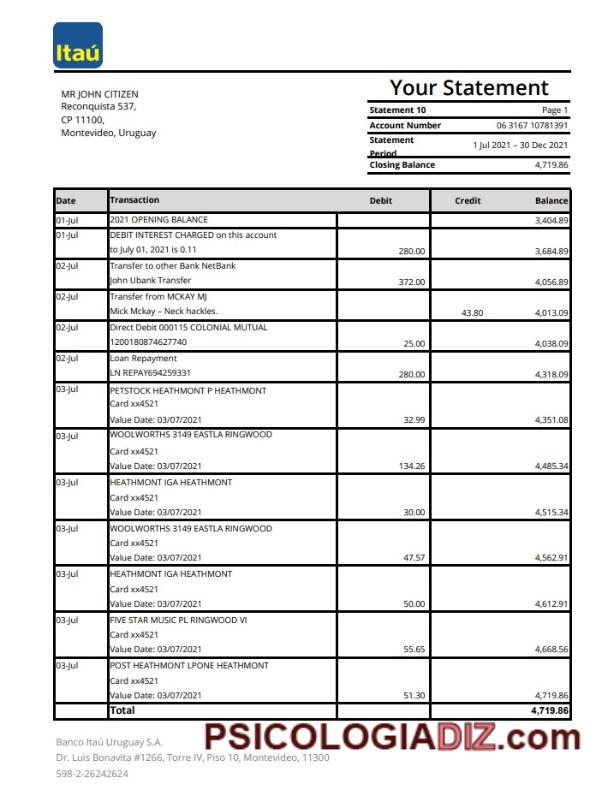 Itaú
MR JOHN CITIZEN
Reconquista 537,
CP 11100,
Montevideo, Uruguay
Your Statement
Statement 10 Page 1
Account Number 06 3167 10781391
Statement Period 1 Jul 2021 – 30 Dec 2021
Closing Balance 4,719.86
Date Transaction Debit Credit Balance
01-Jul 2021 OPENING BALANCE 3,404.89
01-Jul DEBIT INTEREST CHARGED on this account
to July 01, 2021 is 0.11 280.00 3,684.89
02-Jul Transfer to other Bank NetBank
John Ubank Transfer 372.00 4,056.89
02-Jul Transfer from MCKAY MJ
Mick Mckay – Neck hackles. 43.80 4,013.09
02-Jul Direct Debit 000115 COLONIAL MUTUAL
1200180874627740 25.00 4,038.09
02-Jul Loan Repayment
LN REPAY694259331 280.00 4,318.09
03-Jul PETSTOCK HEATHMONT P HEATHMONT
Card xx4521
Value Date: 03/07/2021 32.99 4,351.08
03-Jul WOOLWORTHS 3149 EASTLA RINGWOOD
Card xx4521
Value Date: 03/07/2021 134.26 4,485.34
03-Jul HEATHMONT IGA HEATHMONT
Card xx4521
Value Date: 03/07/2021 30.00 4,515.34
03-Jul WOOLWORTHS 3149 EASTLA RINGWOOD
Card xx4521
Value Date: 03/07/2021 47.57 4,562.91
03-Jul HEATHMONT IGA HEATHMONT
Card xx4521
Value Date: 03/07/2021 50.00 4,612.91
03-Jul FIVE STAR MUSIC PL RINGWOOD VI
Card xx4521
Value Date: 03/07/2021 55.65 4,668.56
03-Jul POST HEATHMONT LPONE HEATHMONT
Card xx4521
Value Date: 03/07/2021 51.30 4,719.86
Total 4,719.86
PSICOLOGIADIZ.com
Banco Itaú Uruguay S.A.
Dr. Luis Bonavita #1266, Torre IV, Piso 10, Montevideo, 11300
598-2-26242624